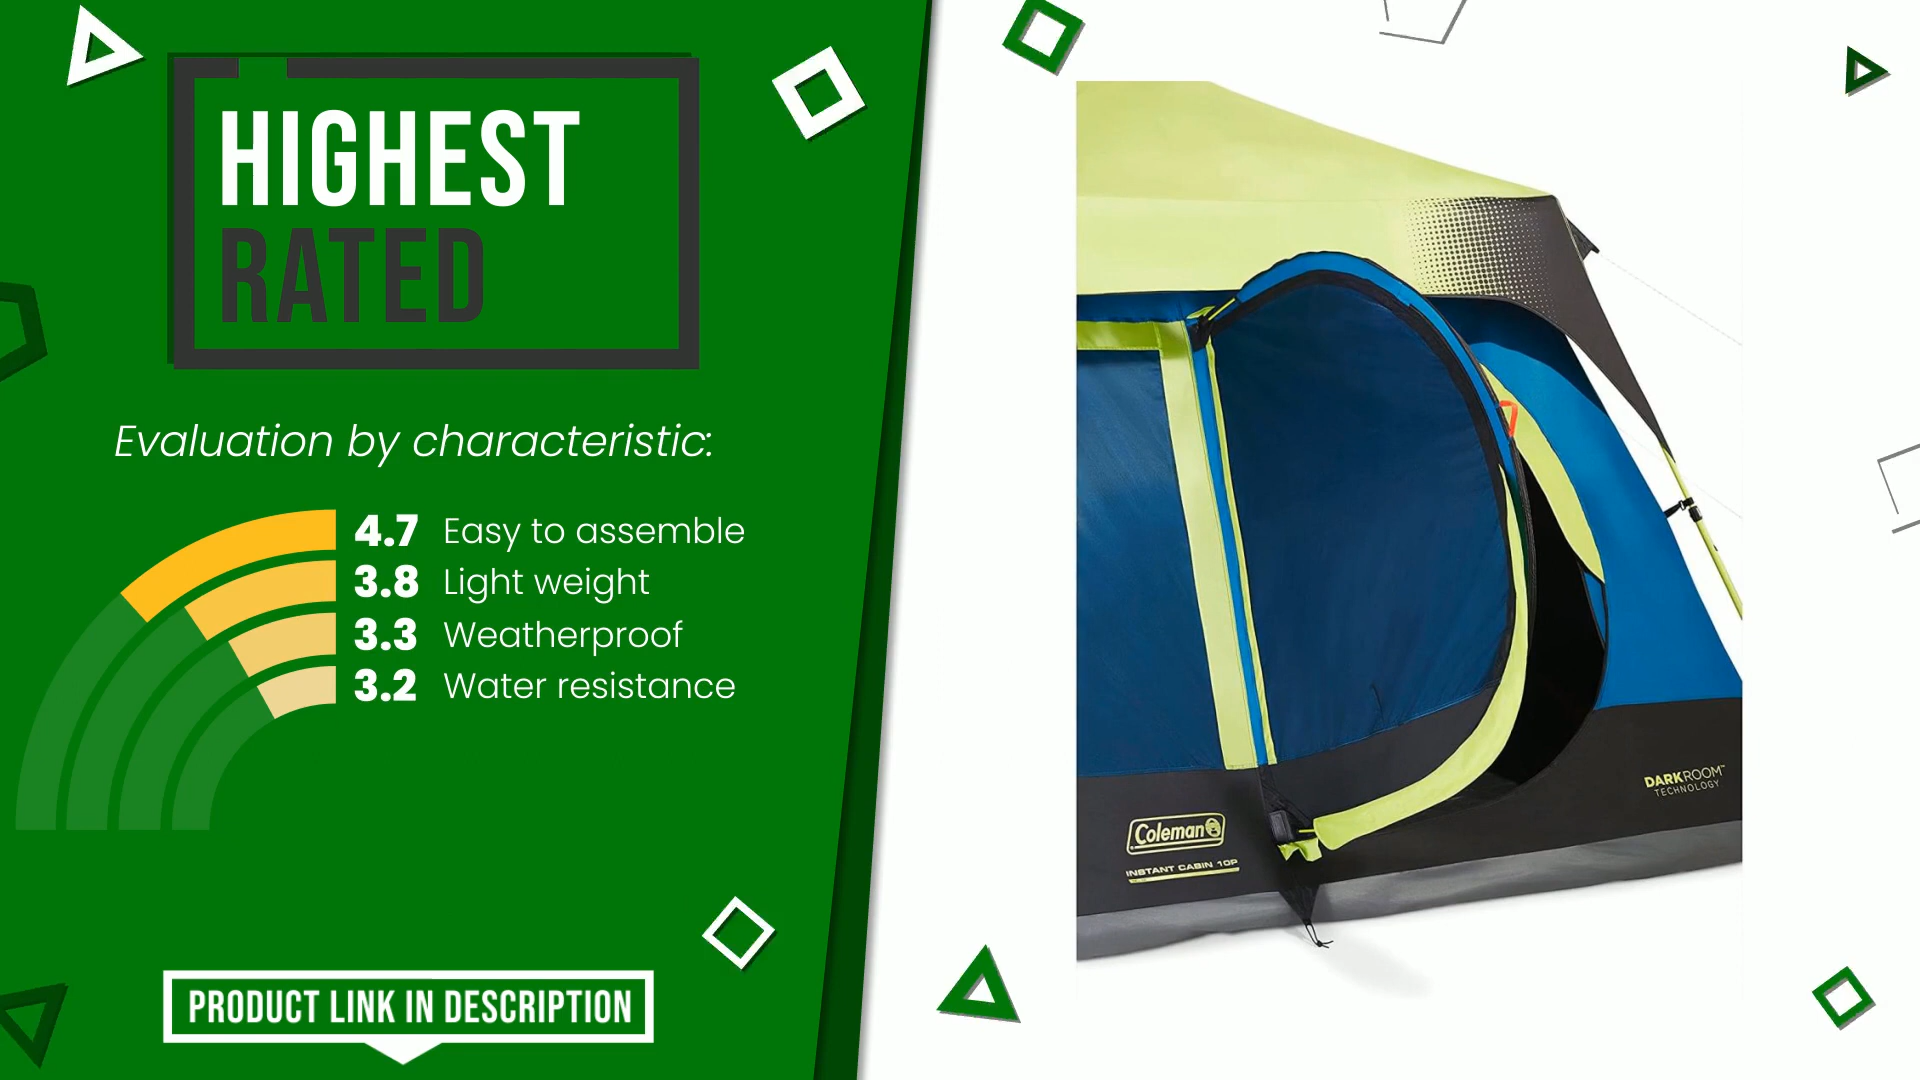 HIGHEST
RATED
Evaluation by characteristic:
4.7 Easy to assemble
3.8 Light weight
3.3 Weatherproof
3.2 Water resistance
PRODUCT LINK IN DESCRIPTION
Coleman
INSTANT CABIN 10P
DARKROOM™
TECHNOLOGY